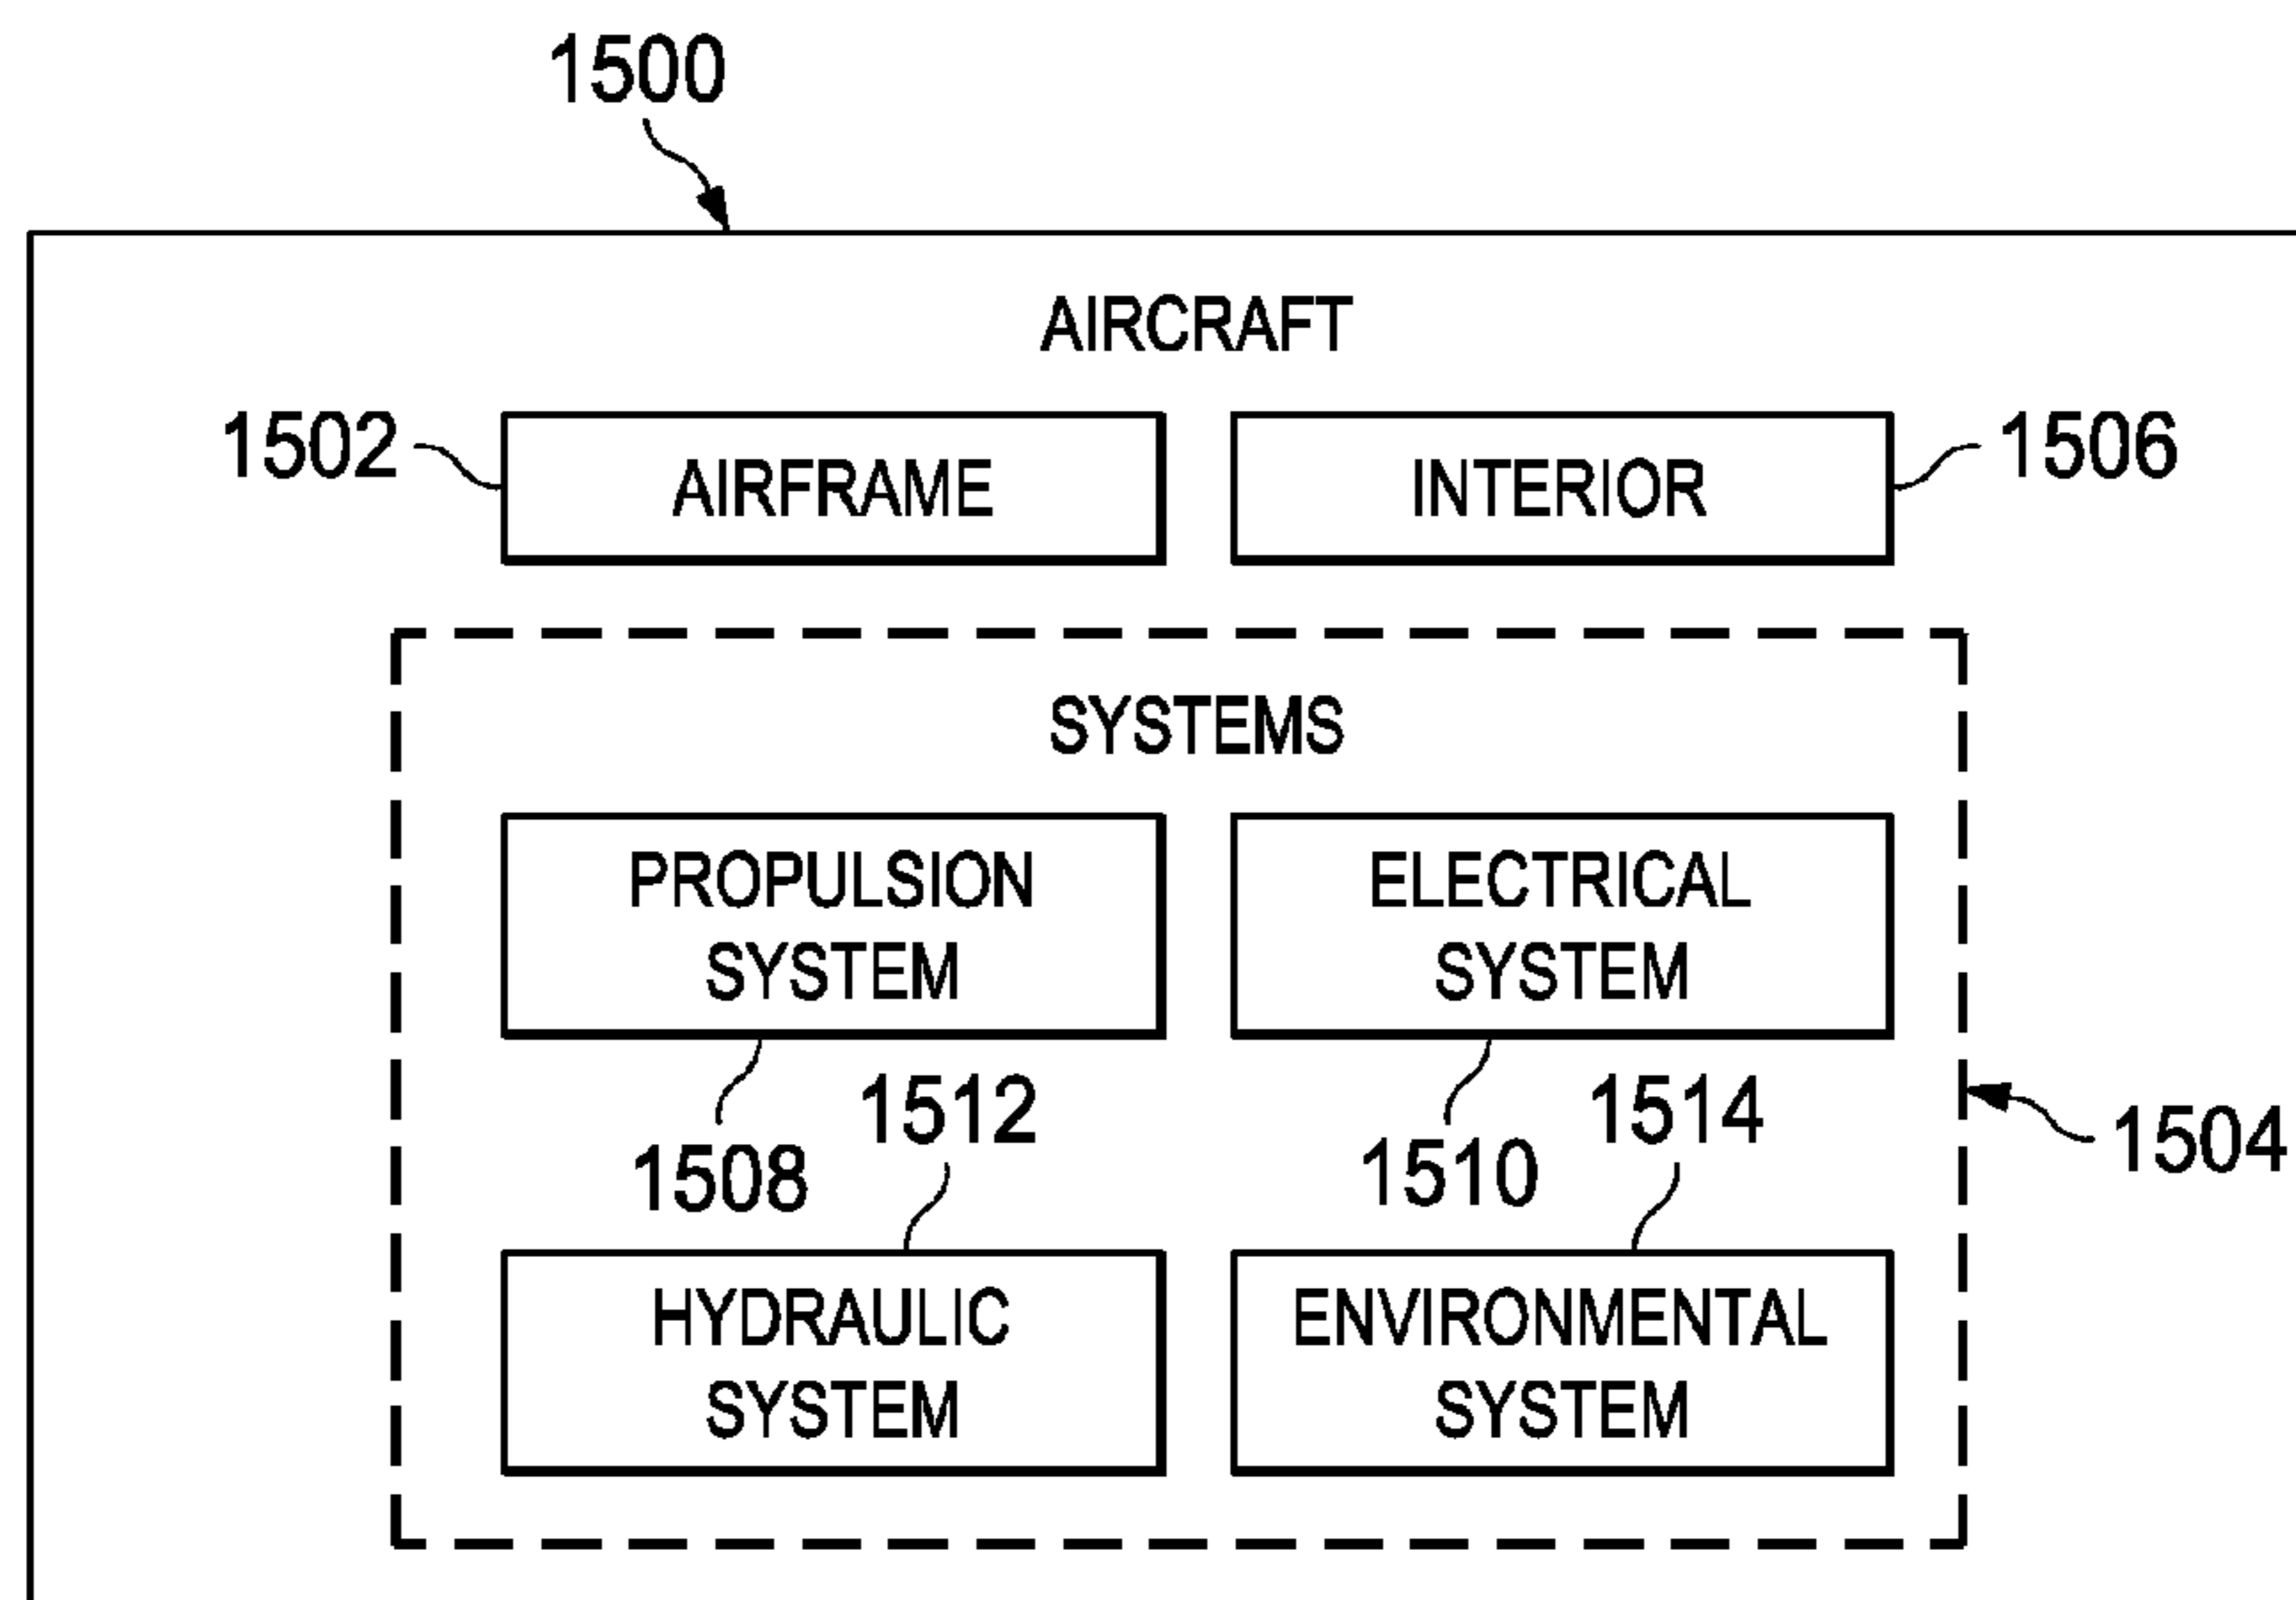 1500
AIRCRAFT
1502
AIRFRAME
INTERIOR
1506
SYSTEMS
PROPULSION
SYSTEM
ELECTRICAL
SYSTEM
1508
1512
1510
1514
1504
HYDRAULIC
SYSTEM
ENVIRONMENTAL
SYSTEM